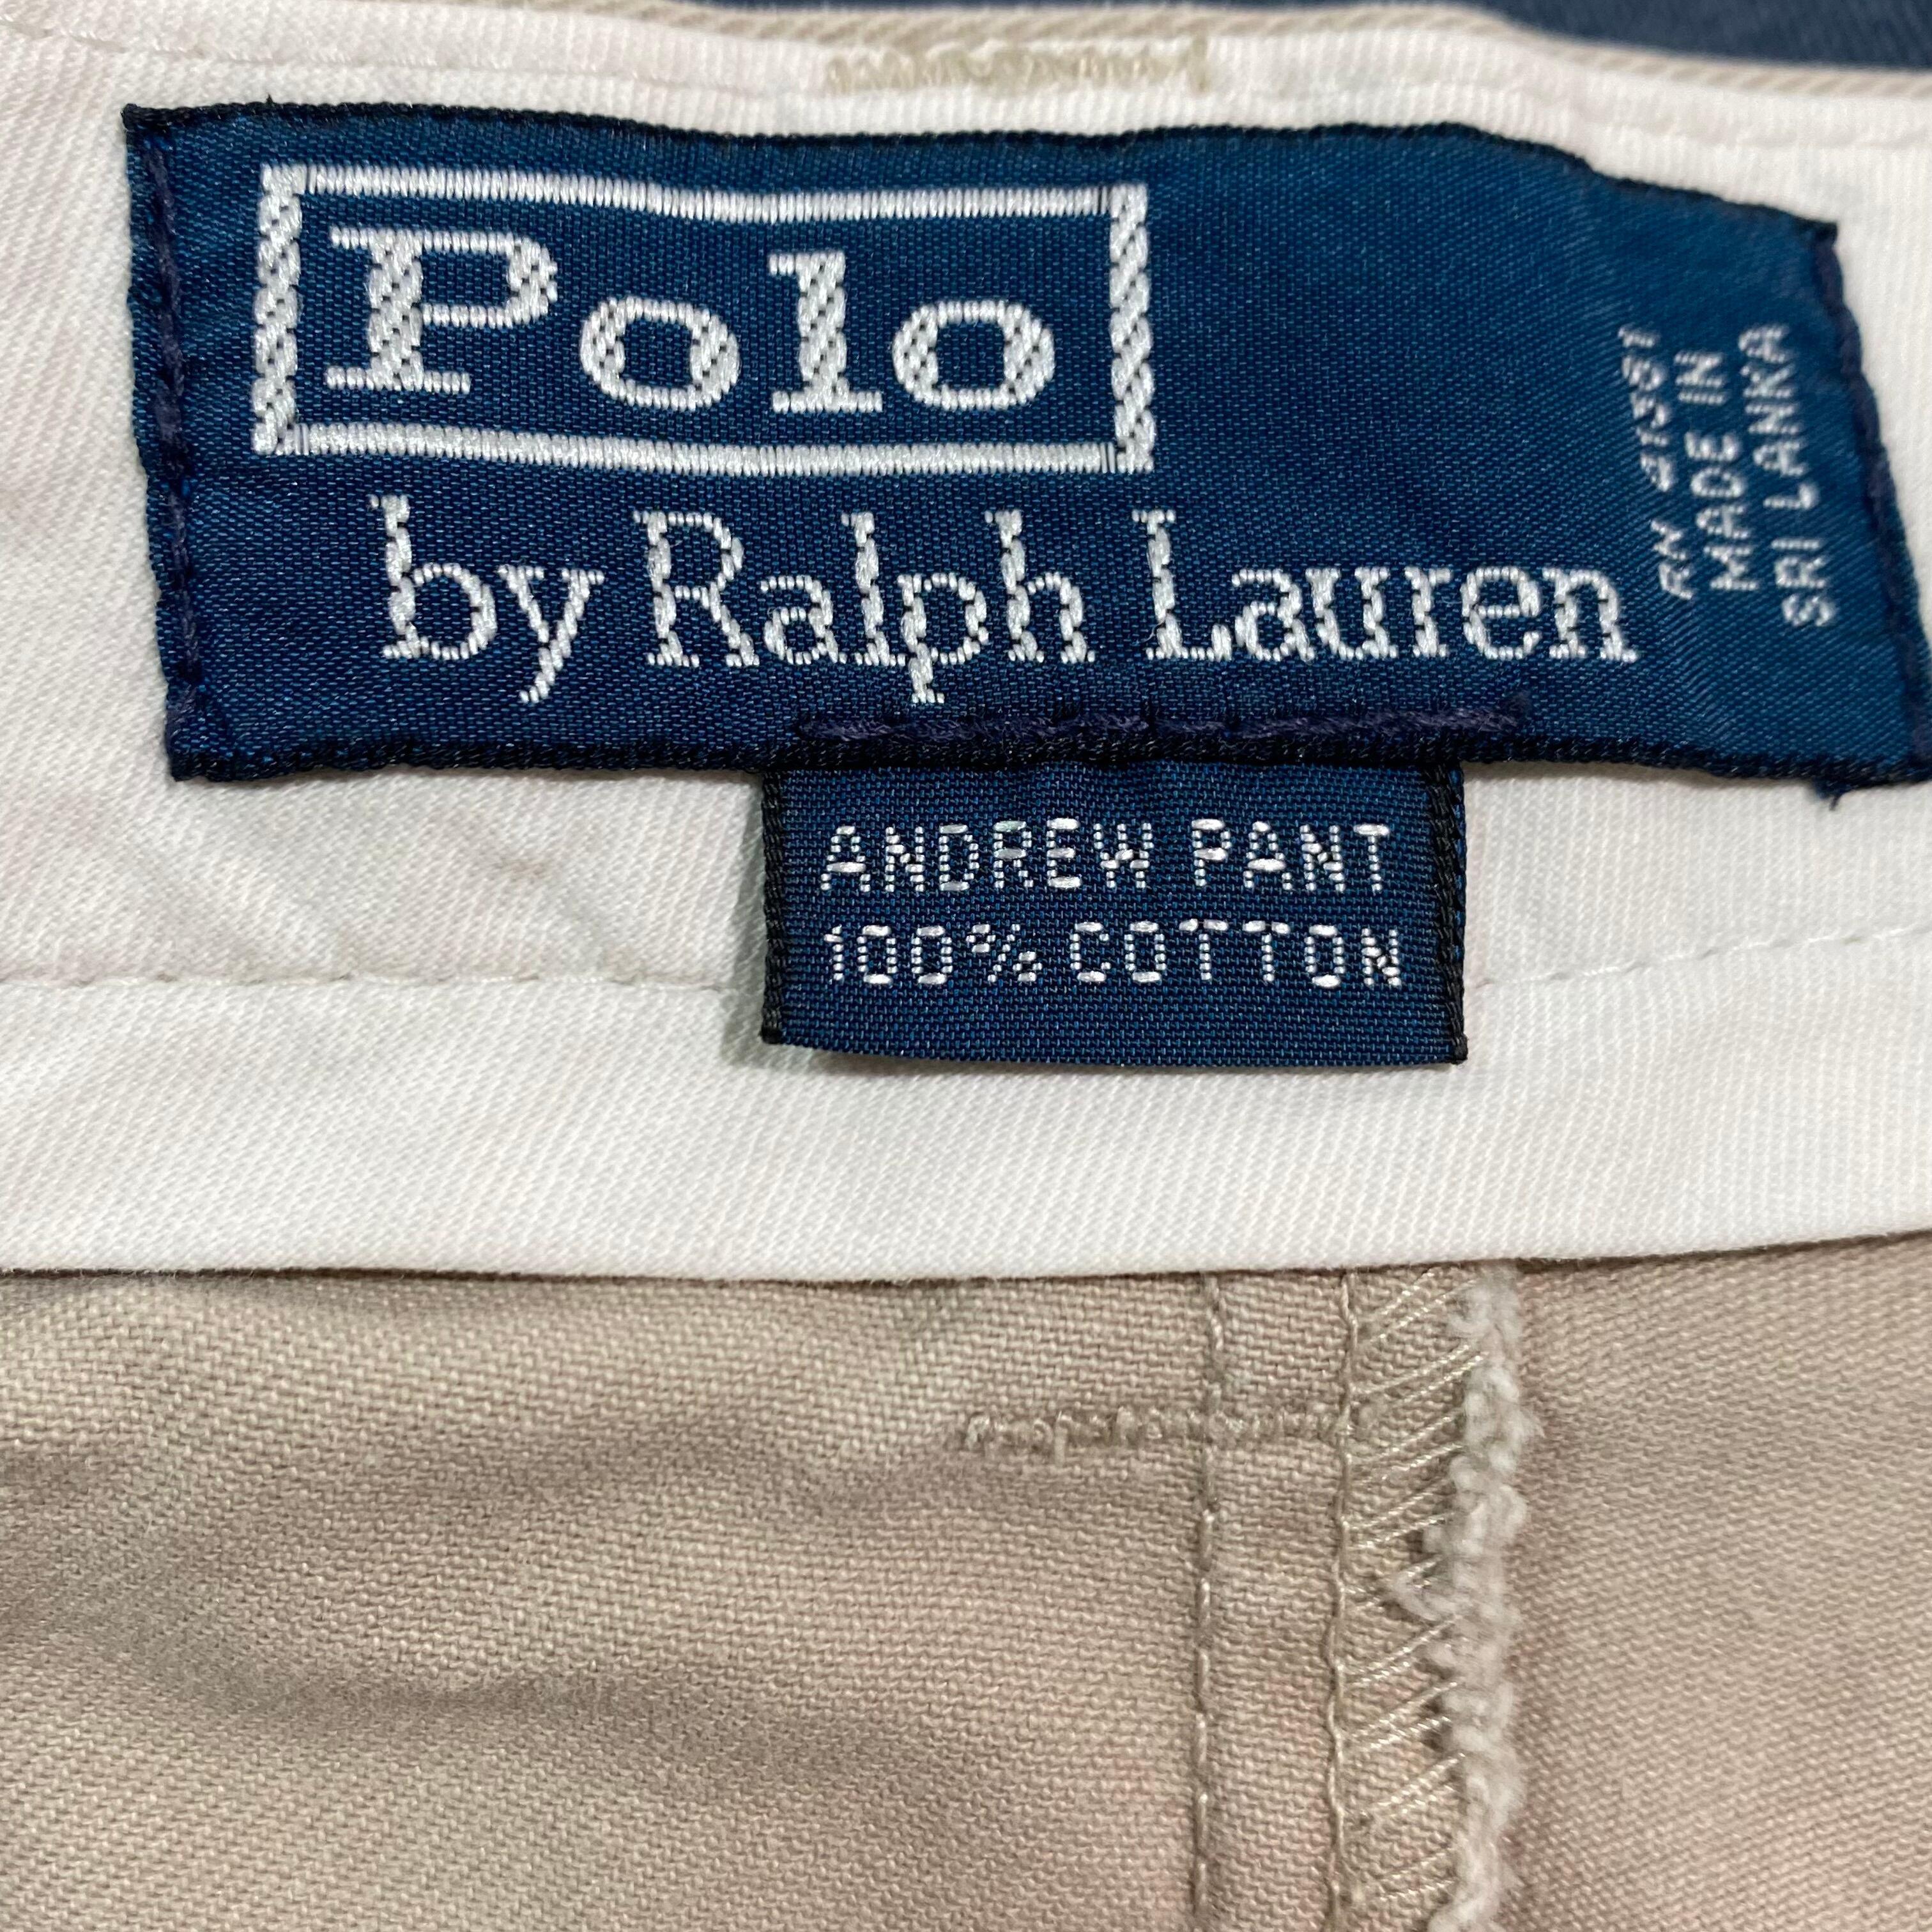 Polo
by Ralph Lauren
RN 41381
MADE IN
SRI LANKA
ANDREW PANT
100% COTTON